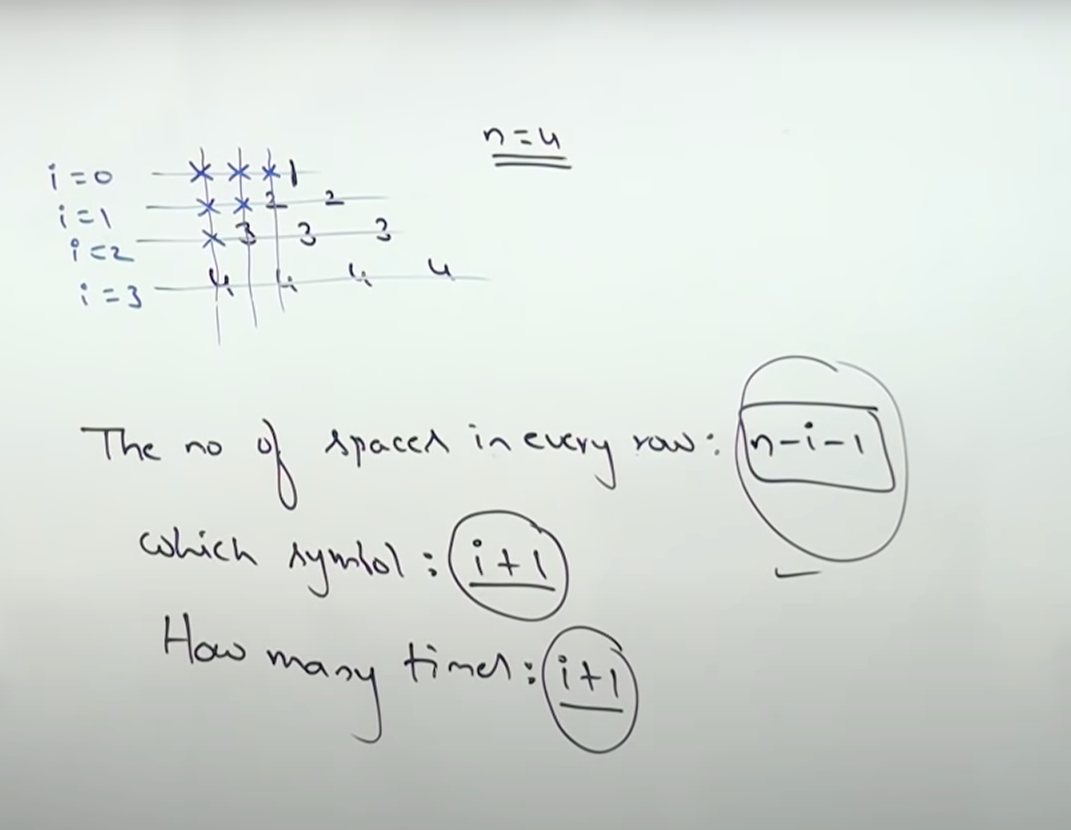 n=4
i=0 * * * 1
i=1 * * 2 2
i=2 * 3 3 3
i=3 4 4 4 4
The no of spaces in every row: n-i-1
which symbol: i+1
How many times: i+1